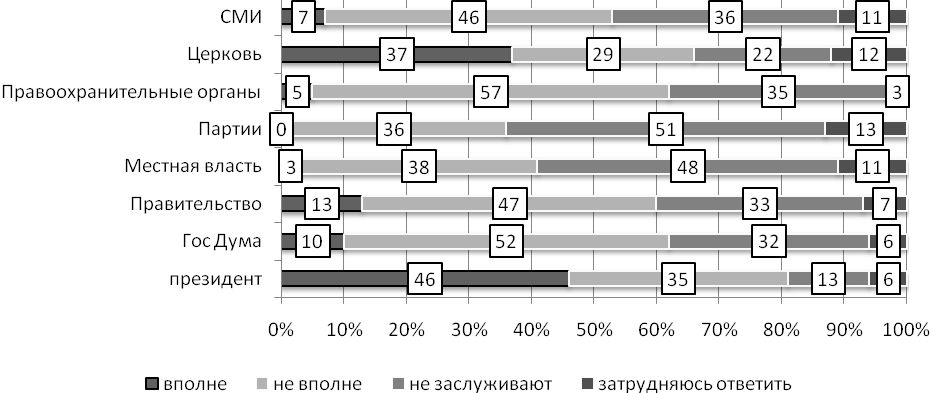 СМИ 7 46 36 11
Церковь 37 29 22 12
Правоохранительные органы 5 57 35 3
Партии 0 36 51 13
Местная власть 3 38 48 11
Правительство 13 47 33 7
Гос Дума 10 52 32 6
президент 46 35 13 6
0% 10% 20% 30% 40% 50% 60% 70% 80% 90% 100%
вполне не вполне не заслуживают затрудняюсь ответить